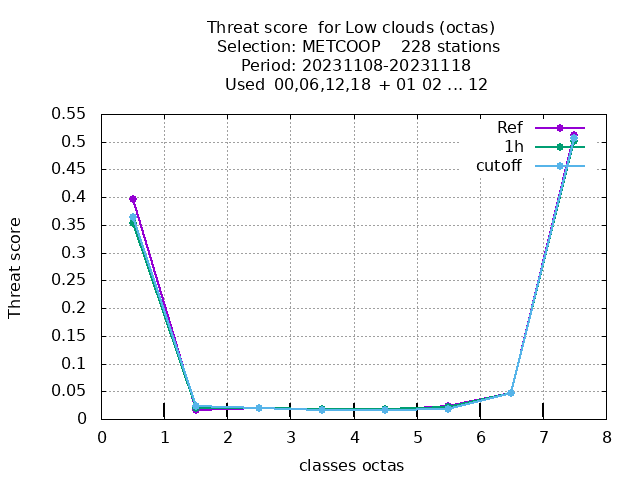 Threat score  for Low clouds (octas)
Selection: METCOOP    228 stations
Period: 20231108-20231118
Used  00,06,12,18 + 01 02 ... 12
Ref
1h
cutoff
Threat score
0.55
0.5
0.45
0.4
0.35
0.3
0.25
0.2
0.15
0.1
0.05
0
0 1 2 3 4 5 6 7 8
classes octas